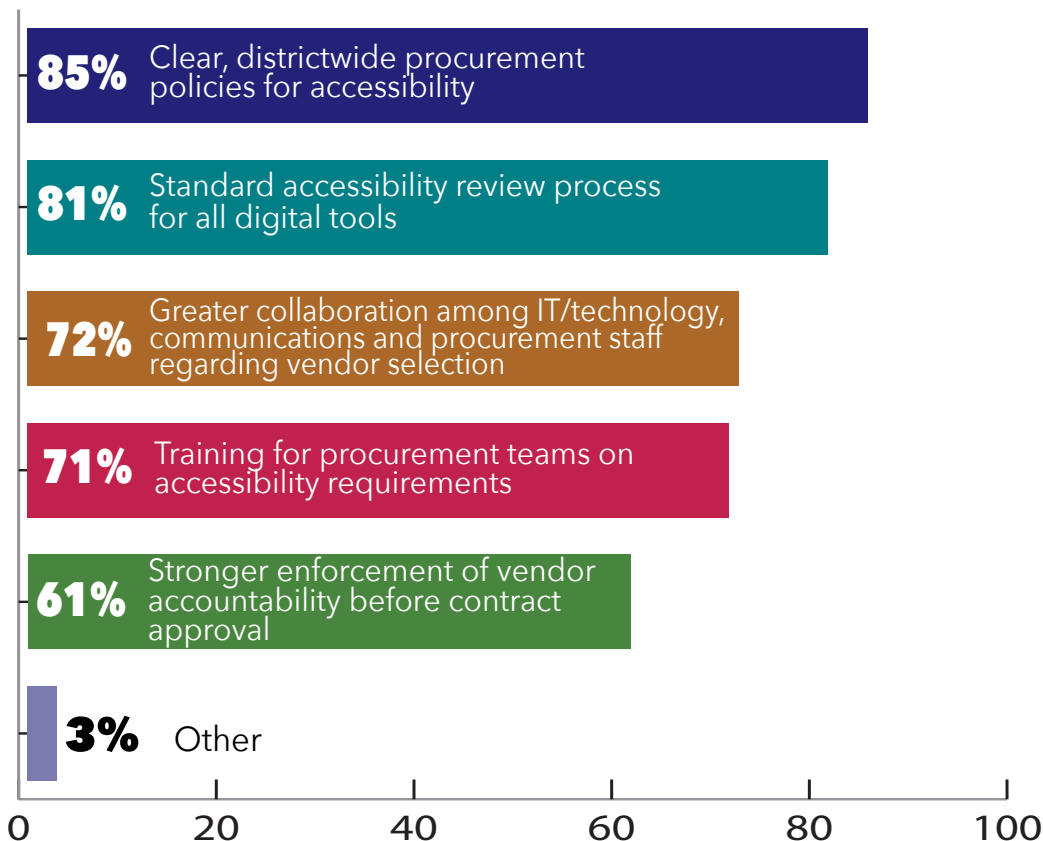 85% Clear, districtwide procurement
policies for accessibility
81% Standard accessibility review process
for all digital tools
72% Greater collaboration among IT/technology,
communications and procurement staff
regarding vendor selection
71% Training for procurement teams on
accessibility requirements
61% Stronger enforcement of vendor
accountability before contract
approval
3% Other
0 20 40 60 80 100